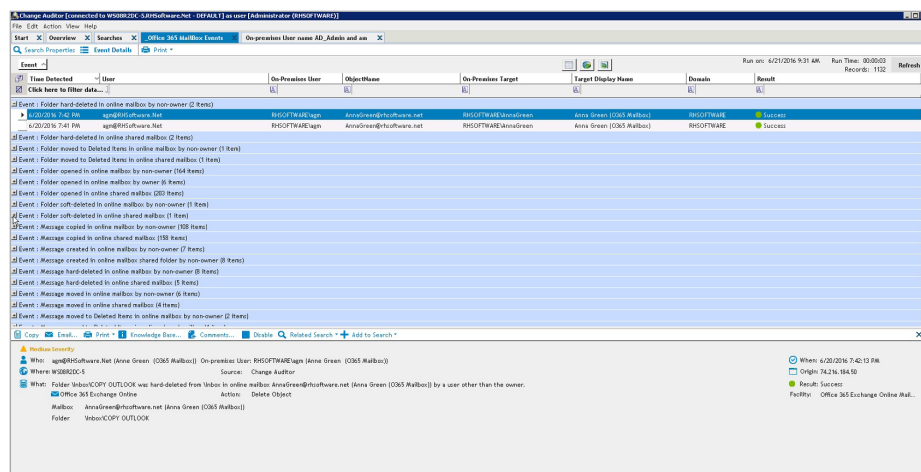 Change Auditor [connected to WS08R2DC-5.RHSoftware.Net - DEFAULT] as user [Administrator (RHSOFTWARE)]
File Edit Action View Help
Start X Overview X Searches X _Office 365 MailBox Events X On-premises User name AD_Admin and am X
Search Properties Event Details Print
Event Run on: 6/21/2016 9:31 AM Run Time: 00:00:03 Refresh
Records: 1132
Time Detected User On-Premises User ObjectName On-Premises Target Target Display Name Domain Result
Click here to filter data...
Event : Folder hard-deleted in online mailbox by non-owner (2 items)
6/20/2016 7:42 PM agm@RHSoftware.Net RHSOFTWARE\agm AnnaGreen@rhsoftware.net RHSOFTWARE\AnnaGreen Anna Green (O365 Mailbox) RHSOFTWARE Success
6/20/2016 7:41 PM agm@RHSoftware.Net RHSOFTWARE\agm AnnaGreen@rhsoftware.net RHSOFTWARE\AnnaGreen Anna Green (O365 Mailbox) RHSOFTWARE Success
Event : Folder hard-deleted in online shared mailbox (2 items)
Event : Folder moved to Deleted Items in online mailbox by non-owner (1 item)
Event : Folder moved to Deleted Items in online shared mailbox (1 item)
Event : Folder opened in online mailbox by non-owner (164 items)
Event : Folder opened in online mailbox by owner (6 items)
Event : Folder opened in online shared mailbox (203 items)
Event : Folder soft-deleted in online mailbox by non-owner (1 item)
Event : Folder soft-deleted in online shared mailbox (1 item)
Event : Message copied in online mailbox by non-owner (108 items)
Event : Message copied in online shared mailbox (158 items)
Event : Message created in online mailbox by non-owner (7 items)
Event : Message created in online mailbox shared folder by non-owner (8 items)
Event : Message hard-deleted in online mailbox by non-owner (8 items)
Event : Message hard-deleted in online shared mailbox (5 items)
Event : Message moved in online mailbox by non-owner (6 items)
Event : Message moved in online shared mailbox (4 items)
Event : Message moved to Deleted Items in online mailbox by non-owner (2 items)
Copy Email... Print Knowledge Base... Comments... Disable Related Search Add to Search X
Medium Severity
Who: agm@RHSoftware.Net (Anne Green (O365 Mailbox)) On-premises User: RHSOFTWARE\agm (Anne Green (O365 Mailbox)) When: 6/20/2016 7:42:13 PM
Where: WS08R2DC-5 Source: Change Auditor Origin: 74.216.184.50
What: Folder \Inbox\COPY OUTLOOK was hard-deleted from \Inbox in online mailbox AnnaGreen@rhsoftware.net (Anna Green (O365 Mailbox)) by a user other than the owner. Result: Success
Office 365 Exchange Online Action: Delete Object Facility: Office 365 Exchange Online Mail...
Mailbox AnnaGreen@rhsoftware.net (Anna Green (O365 Mailbox))
Folder \Inbox\COPY OUTLOOK